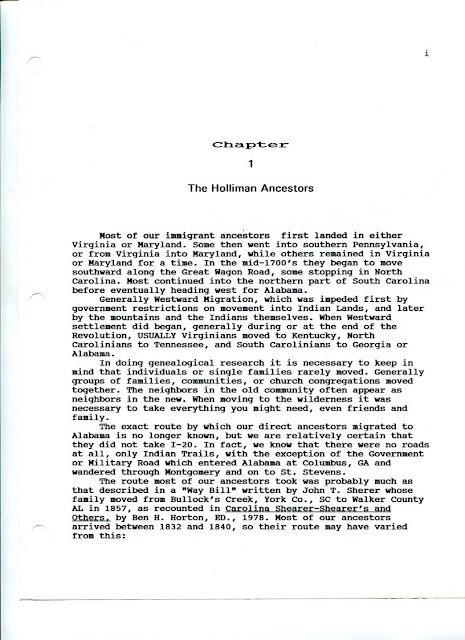 i
Chapter
1
The Holliman Ancestors
Most of our immigrant ancestors first landed in either
Virginia or Maryland. Some then went into southern Pennsylvania,
or from Virginia into Maryland, while others remained in Virginia
or Maryland for a time. In the mid-1700's they began to move
southward along the Great Wagon Road, some stopping in North
Carolina. Most continued into the northern part of South Carolina
before eventually heading west for Alabama.
Generally Westward Migration, which was impeded first by
government restrictions on movement into Indian Lands, and later
by the mountains and the Indians themselves. When Westward
settlement did began, generally during or at the end of the
Revolution, USUALLY Virginians moved to Kentucky, North
Carolinians to Tennessee, and South Carolinians to Georgia or
Alabama.
In doing genealogical research it is necessary to keep in
mind that individuals or single families rarely moved. Generally
groups of families, communities, or church congregations moved
together. The neighbors in the old community often appear as
neighbors in the new. When moving to the wilderness it was
necessary to take everything you might need, even friends and
family.
The exact route by which our direct ancestors migrated to
Alabama is no longer known, but we are relatively certain that
they did not take I-20. In fact, we know that there were no roads
at all, only Indian Trails, with the exception of the Government
or Military Road which entered Alabama at Columbus, GA and
wandered through Montgomery and on to St. Stevens.
The route most of our ancestors took was probably much as
that described in a "Way Bill" written by John T. Sherer whose
family moved from Bullock's Creek, York Co., SC to Walker County
AL in 1857, as recounted in Carolina Shearer-Shearer's and
Others, by Ben H. Horton, ED., 1978. Most of our ancestors
arrived between 1832 and 1840, so their route may have varied
from this: